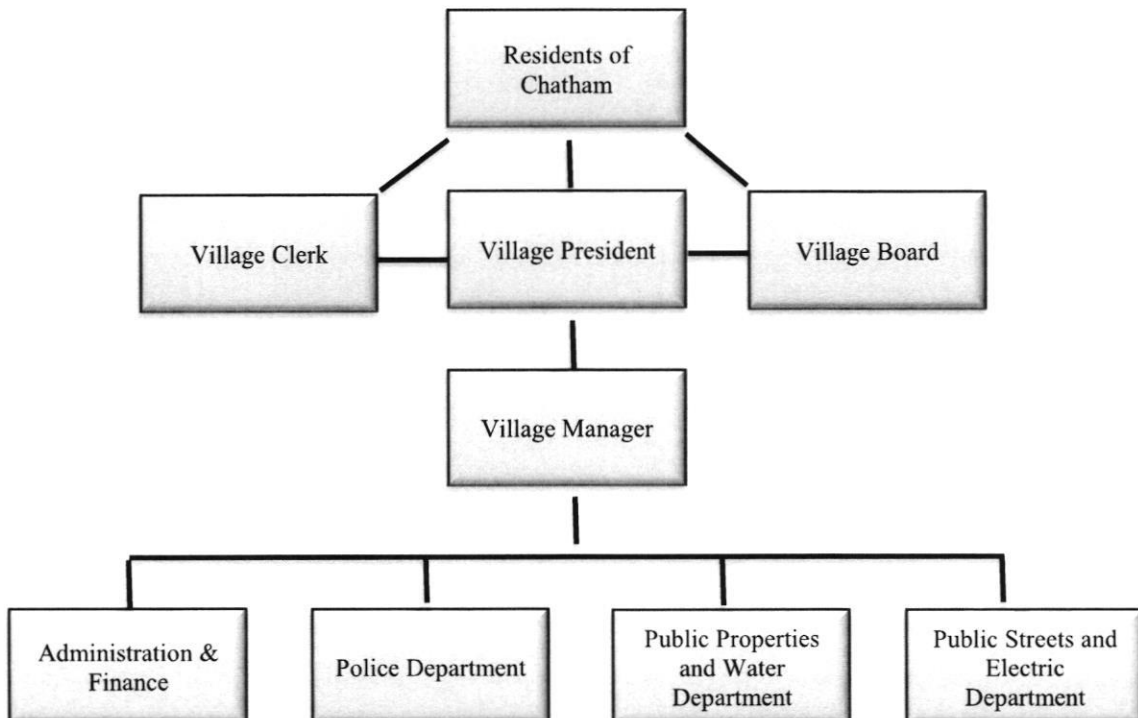 Residents of
Chatham
Village Clerk
Village President
Village Board
Village Manager
Administration &
Finance
Police Department
Public Properties
and Water
Department
Public Streets and
Electric
Department